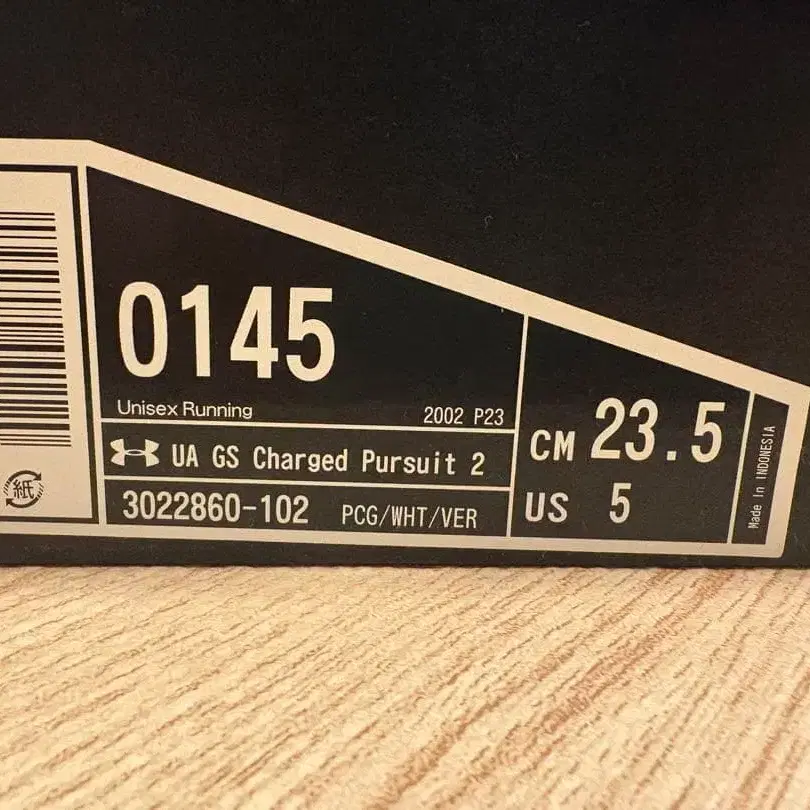 0145
Unisex Running
2002 P23
UA GS Charged Pursuit 2
3022860-102 PCG/WHT/VER
CM 23.5
US 5
Made In INDONESIA
紙